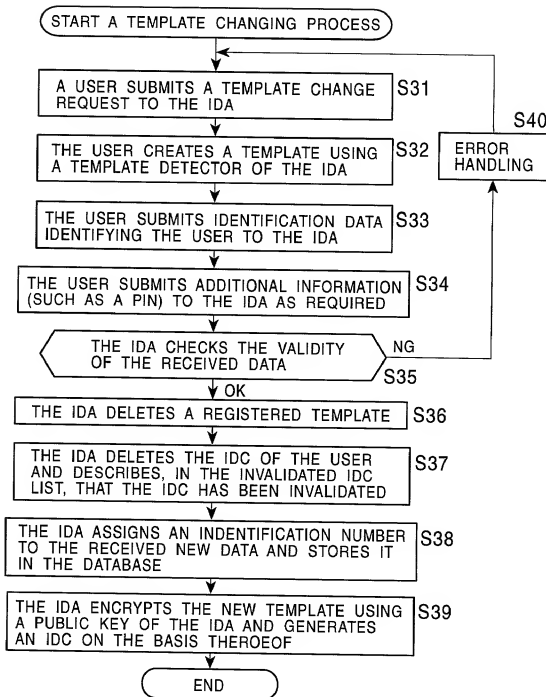 START A TEMPLATE CHANGING PROCESS
A USER SUBMITS A TEMPLATE CHANGE
REQUEST TO THE IDA
S31
THE USER CREATES A TEMPLATE USING
A TEMPLATE DETECTOR OF THE IDA
S32
S40
ERROR
HANDLING
THE USER SUBMITS IDENTIFICATION DATA
IDENTIFYING THE USER TO THE IDA
S33
THE USER SUBMITS ADDITIONAL INFORMATION
(SUCH AS A PIN) TO THE IDA AS REQUIRED
S34
THE IDA CHECKS THE VALIDITY
OF THE RECEIVED DATA
NG
S35
OK
THE IDA DELETES A REGISTERED TEMPLATE
S36
THE IDA DELETES THE IDC OF THE USER
AND DESCRIBES, IN THE INVALIDATED IDC
LIST, THAT THE IDC HAS BEEN INVALIDATED
S37
THE IDA ASSIGNS AN INDENTIFICATION NUMBER
TO THE RECEIVED NEW DATA AND STORES IT
IN THE DATABASE
S38
THE IDA ENCRYPTS THE NEW TEMPLATE USING
A PUBLIC KEY OF THE IDA AND GENERATES
AN IDC ON THE BASIS THEROEOF
S39
END